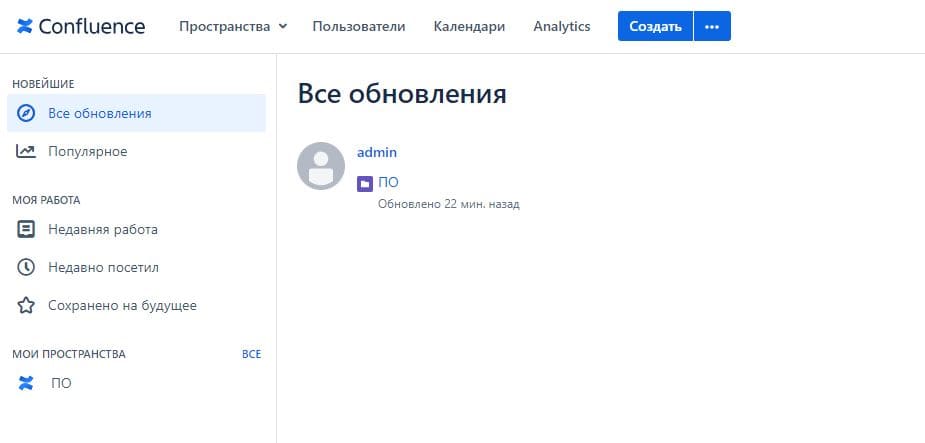 Confluence Пространства Пользователи Календари Analytics Создать ...
НОВЕЙШИЕ
Все обновления
Популярное
МОЯ РАБОТА
Недавняя работа
Недавно посетил
Сохранено на будущее
МОИ ПРОСТРАНСТВА ВСЕ
ПО
Все обновления
admin
ПО
Обновлено 22 мин. назад